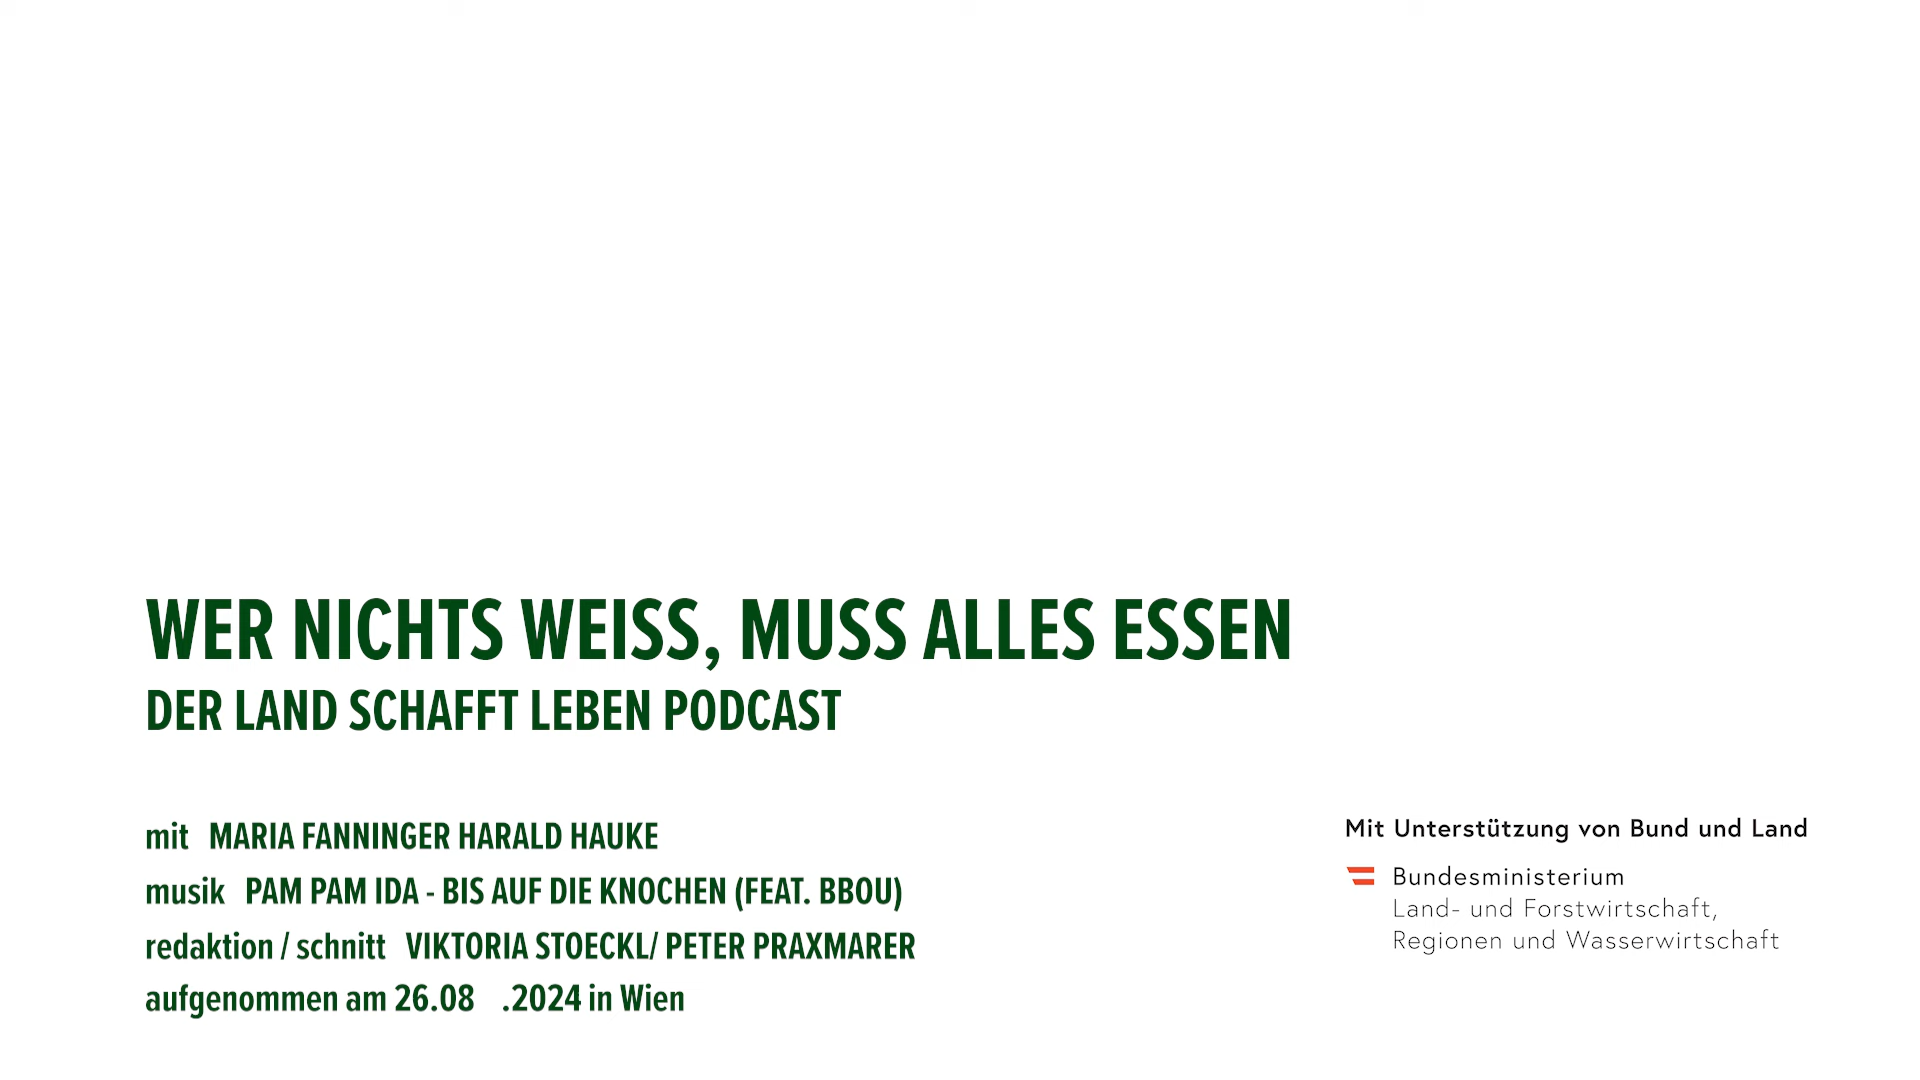 WER NICHTS WEISS, MUSS ALLES ESSEN
DER LAND SCHAFFT LEBEN PODCAST
mit MARIA FANNINGER HARALD HAUKE
musik PAM PAM IDA - BIS AUF DIE KNOCHEN (FEAT. BBOU)
redaktion / schnitt VIKTORIA STOECKL/ PETER PRAXMARER
aufgenommen am 26.08 .2024 in Wien
Mit Unterstützung von Bund und Land
Bundesministerium
Land- und Forstwirtschaft,
Regionen und Wasserwirtschaft